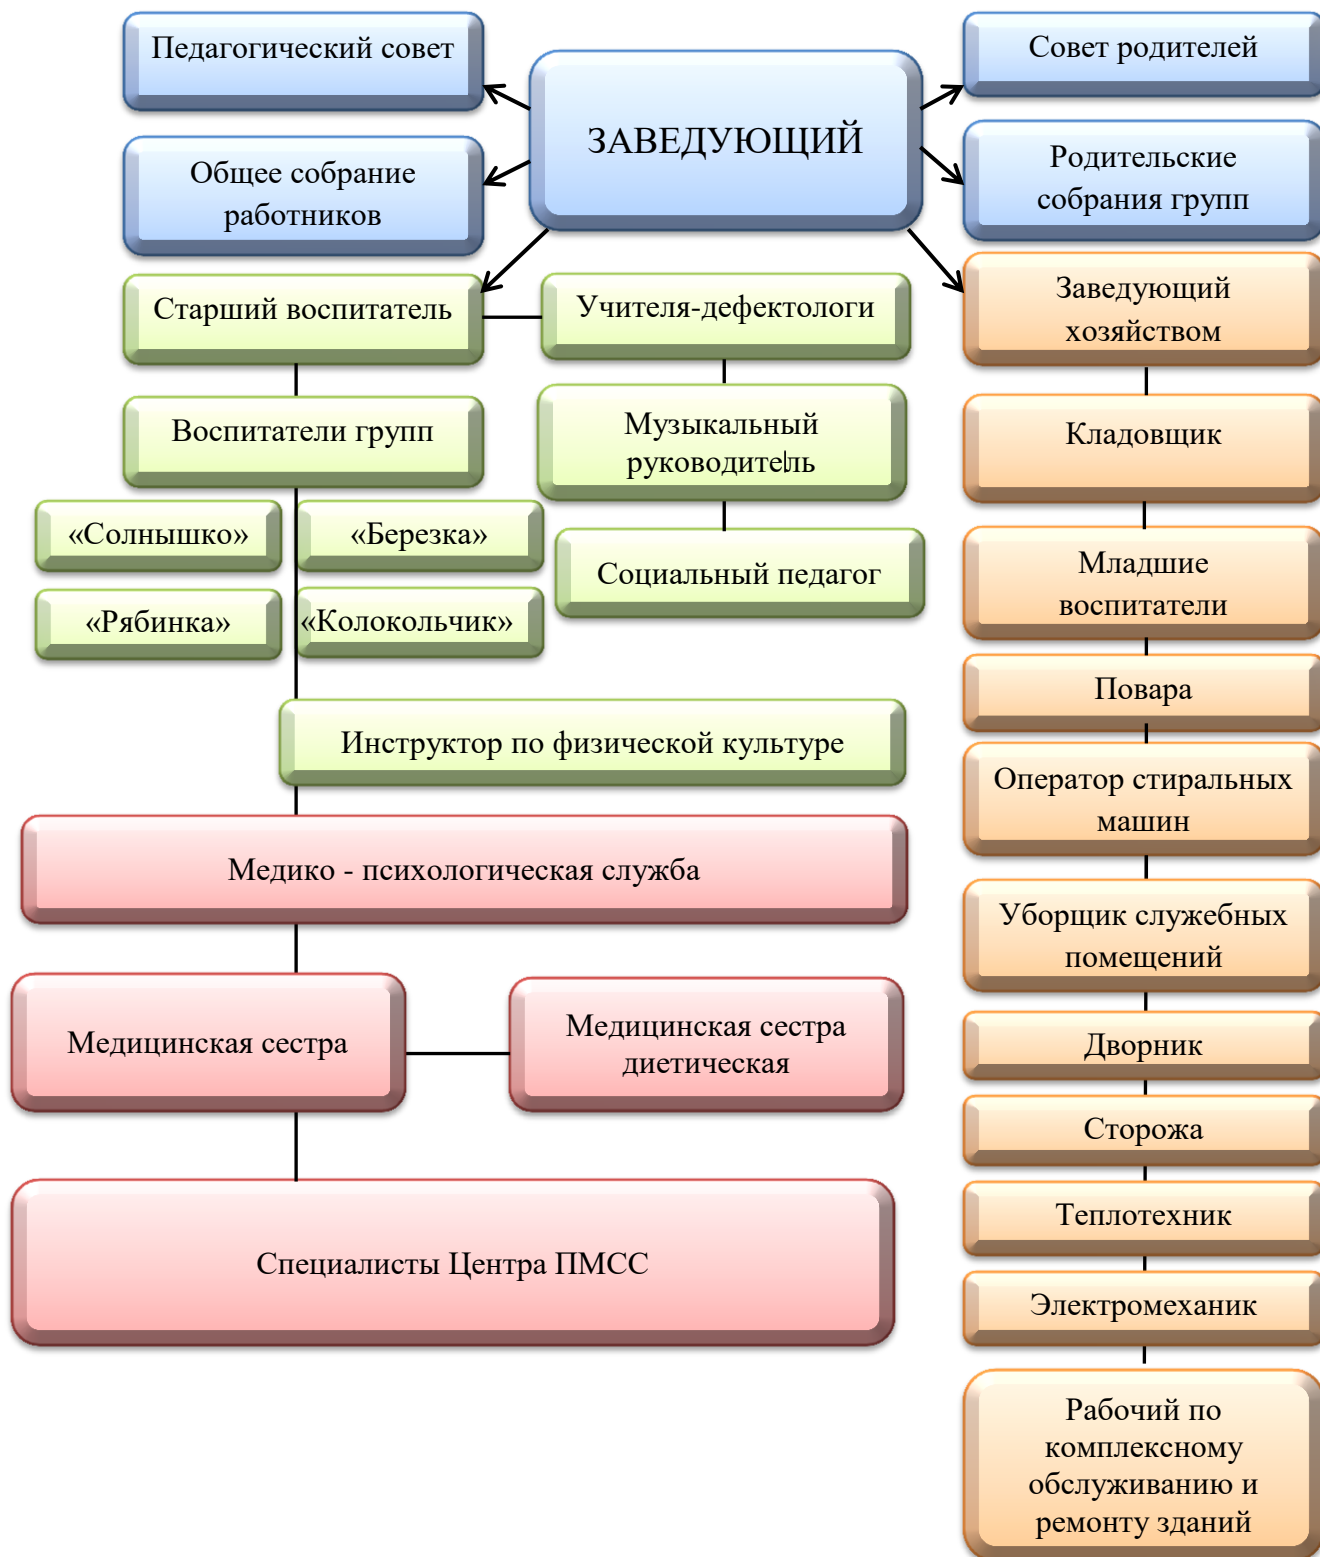 Педагогический совет
ЗАВЕДУЮЩИЙ
Совет родителей
Общее собрание
работников
Родительские
собрания групп
Старший воспитатель
Учителя-дефектологи
Заведующий
хозяйством
Воспитатели групп
Музыкальный
руководитель
Кладовщик
«Солнышко»
«Березка»
«Рябинка»
«Колокольчик»
Социальный педагог
Младшие
воспитатели
Повара
Инструктор по физической культуре
Оператор стиральных
машин
Медико - психологическая служба
Уборщик служебных
помещений
Медицинская сестра
Медицинская сестра
диетическая
Дворник
Сторожа
Теплотехник
Специалисты Центра ПМСС
Электромеханик
Рабочий по
комплексному
обслуживанию и
ремонту зданий